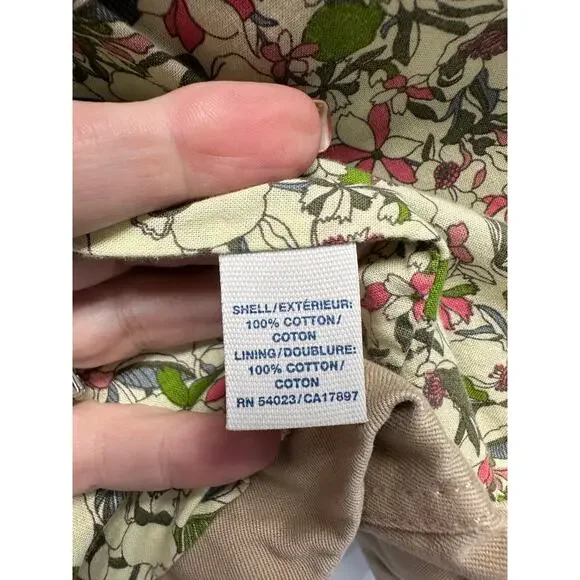 SHELL/EXTÉRIEUR:
100% COTTON/
COTON
LINING/DOUBLURE:
100% COTTON/
COTON
RN 54023/CA17897